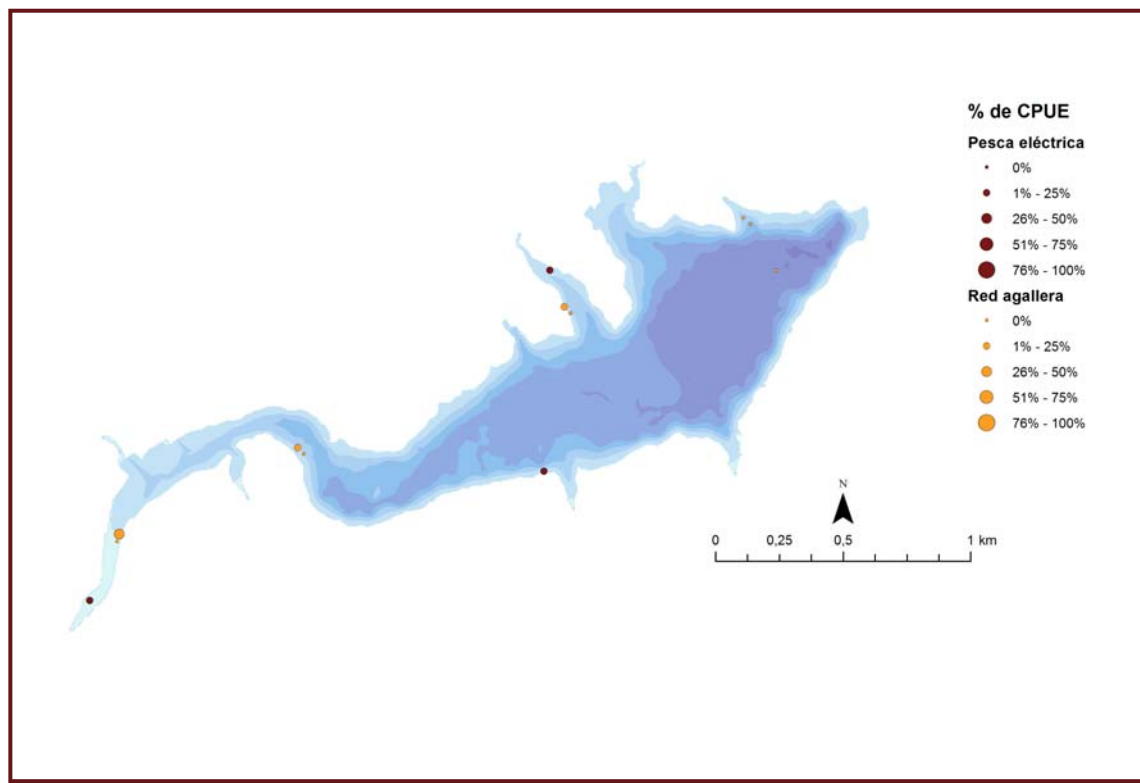 % de CPUE
Pesca eléctrica
0%
1% - 25%
26% - 50%
51% - 75%
76% - 100%
Red agallera
0%
1% - 25%
26% - 50%
51% - 75%
76% - 100%
N
0 0,25 0,5 1 km